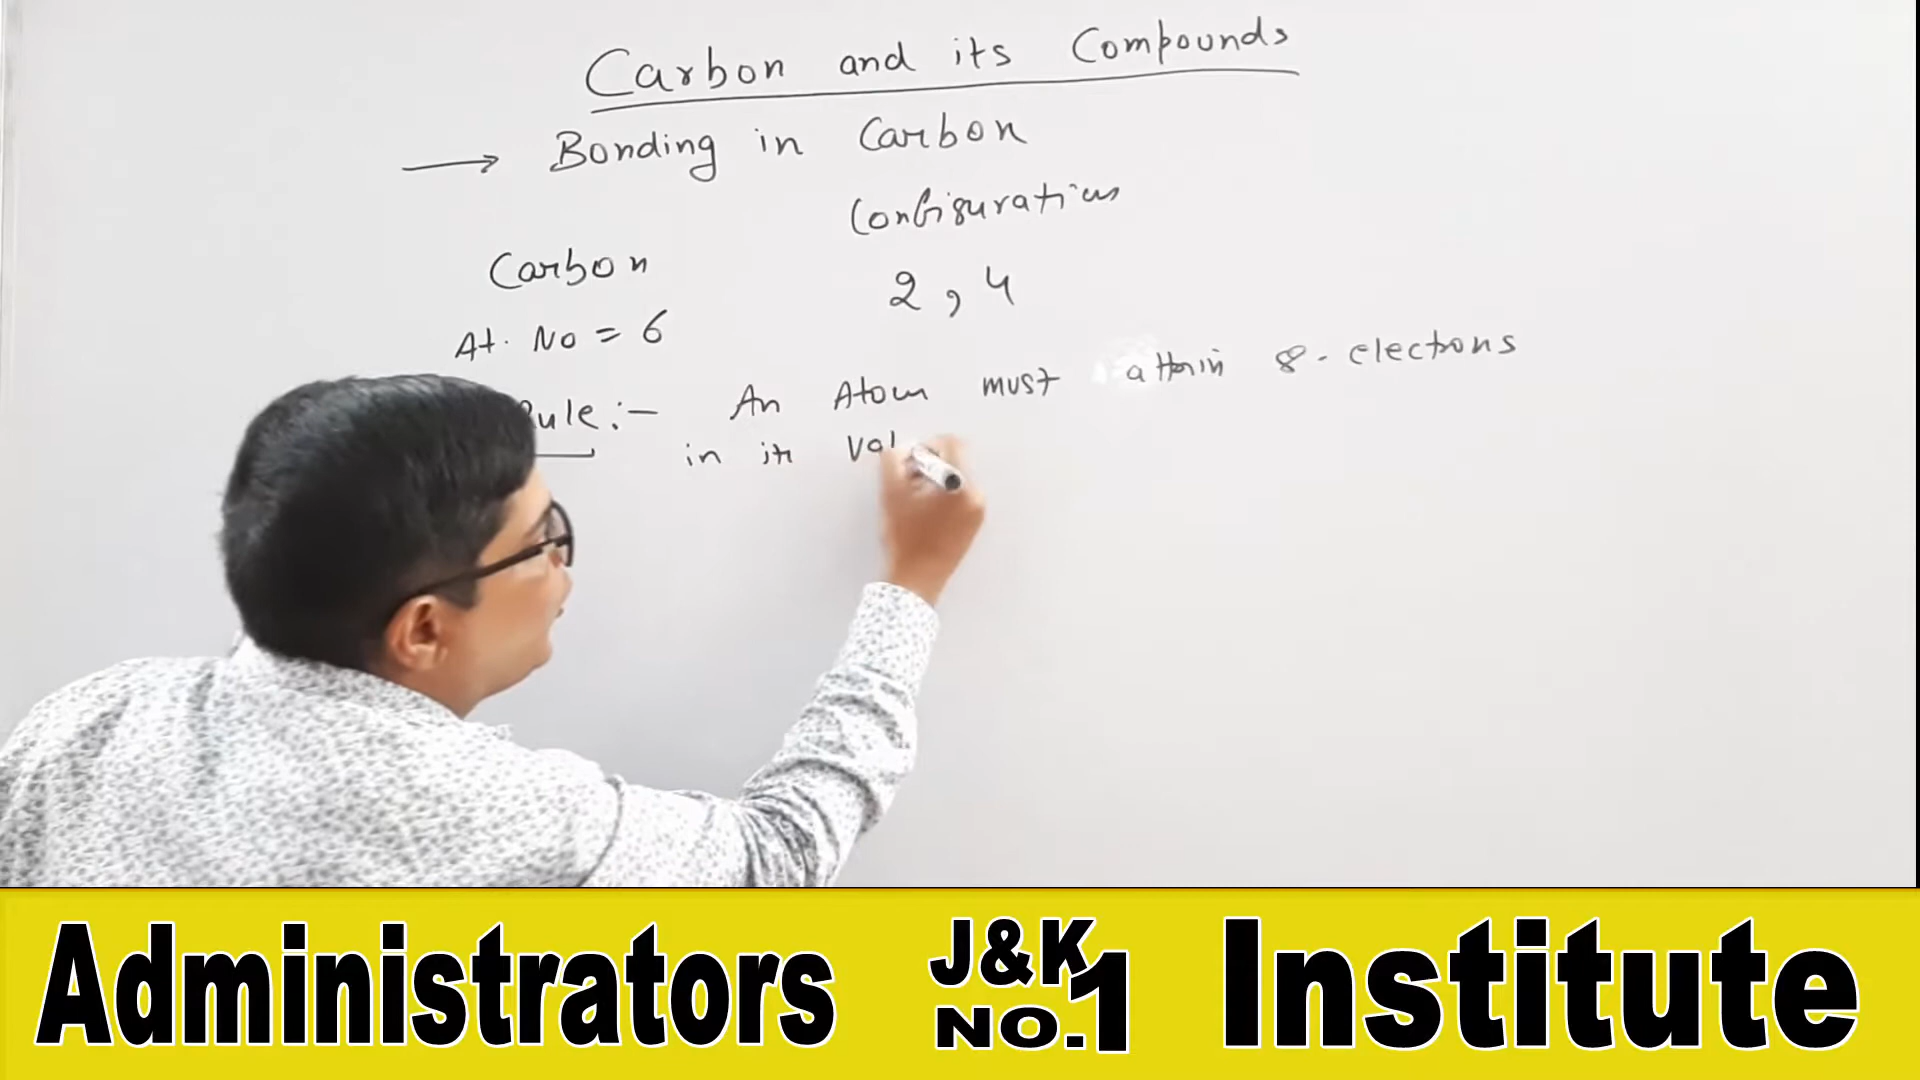 Carbon and its Compounds
→ Bonding in Carbon
Configuration
Carbon
2, 4
At. No = 6
Rule :- An Atom must attain 8- electrons
in its Val
Administrators J&K NO.1 Institute